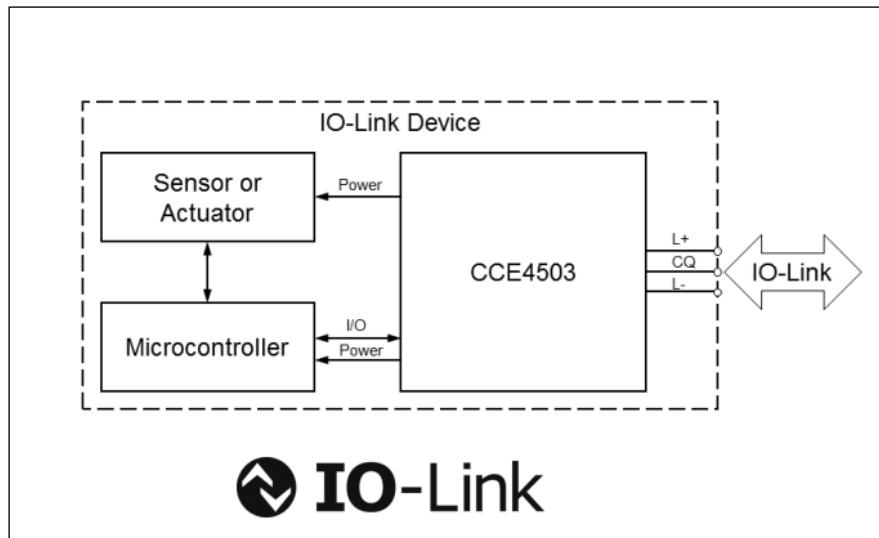 IO-Link Device
Sensor or
Actuator
Power
CCE4503
L+
CQ
L-
IO-Link
Microcontroller
I/O
Power
IO-Link